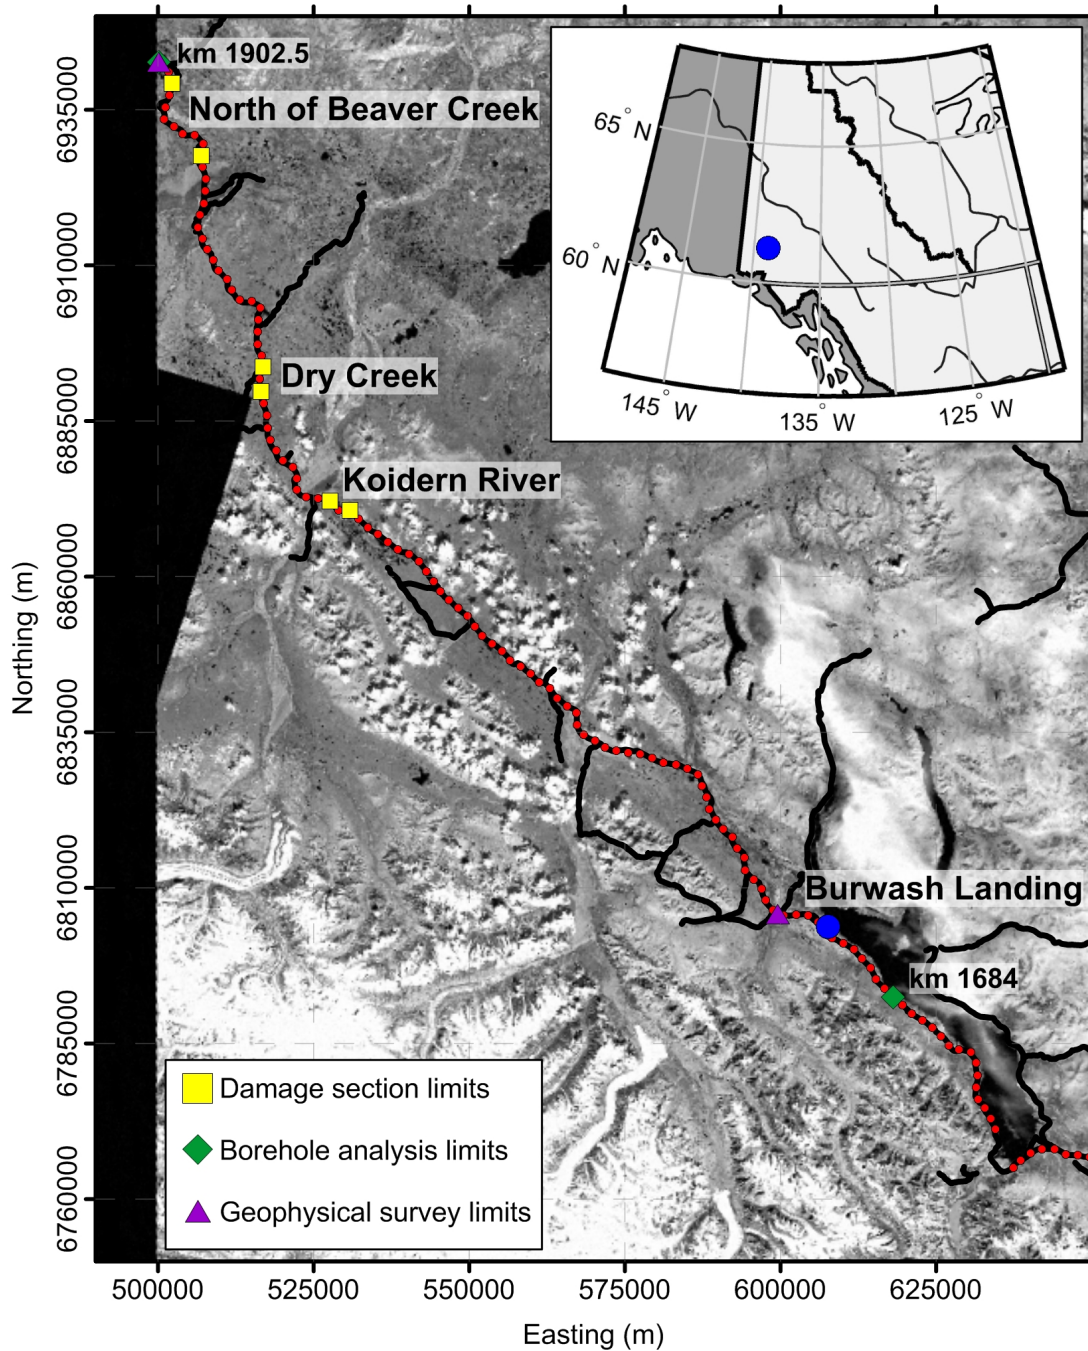 km 1902.5
North of Beaver Creek
Dry Creek
Koidern River
Burwash Landing
km 1684
65° N
60° N
145° W
135° W
125° W
Northing (m)
6935000
6910000
6885000
6860000
6835000
6810000
6785000
6760000
Damage section limits
Borehole analysis limits
Geophysical survey limits
500000
525000
550000
575000
600000
625000
Easting (m)